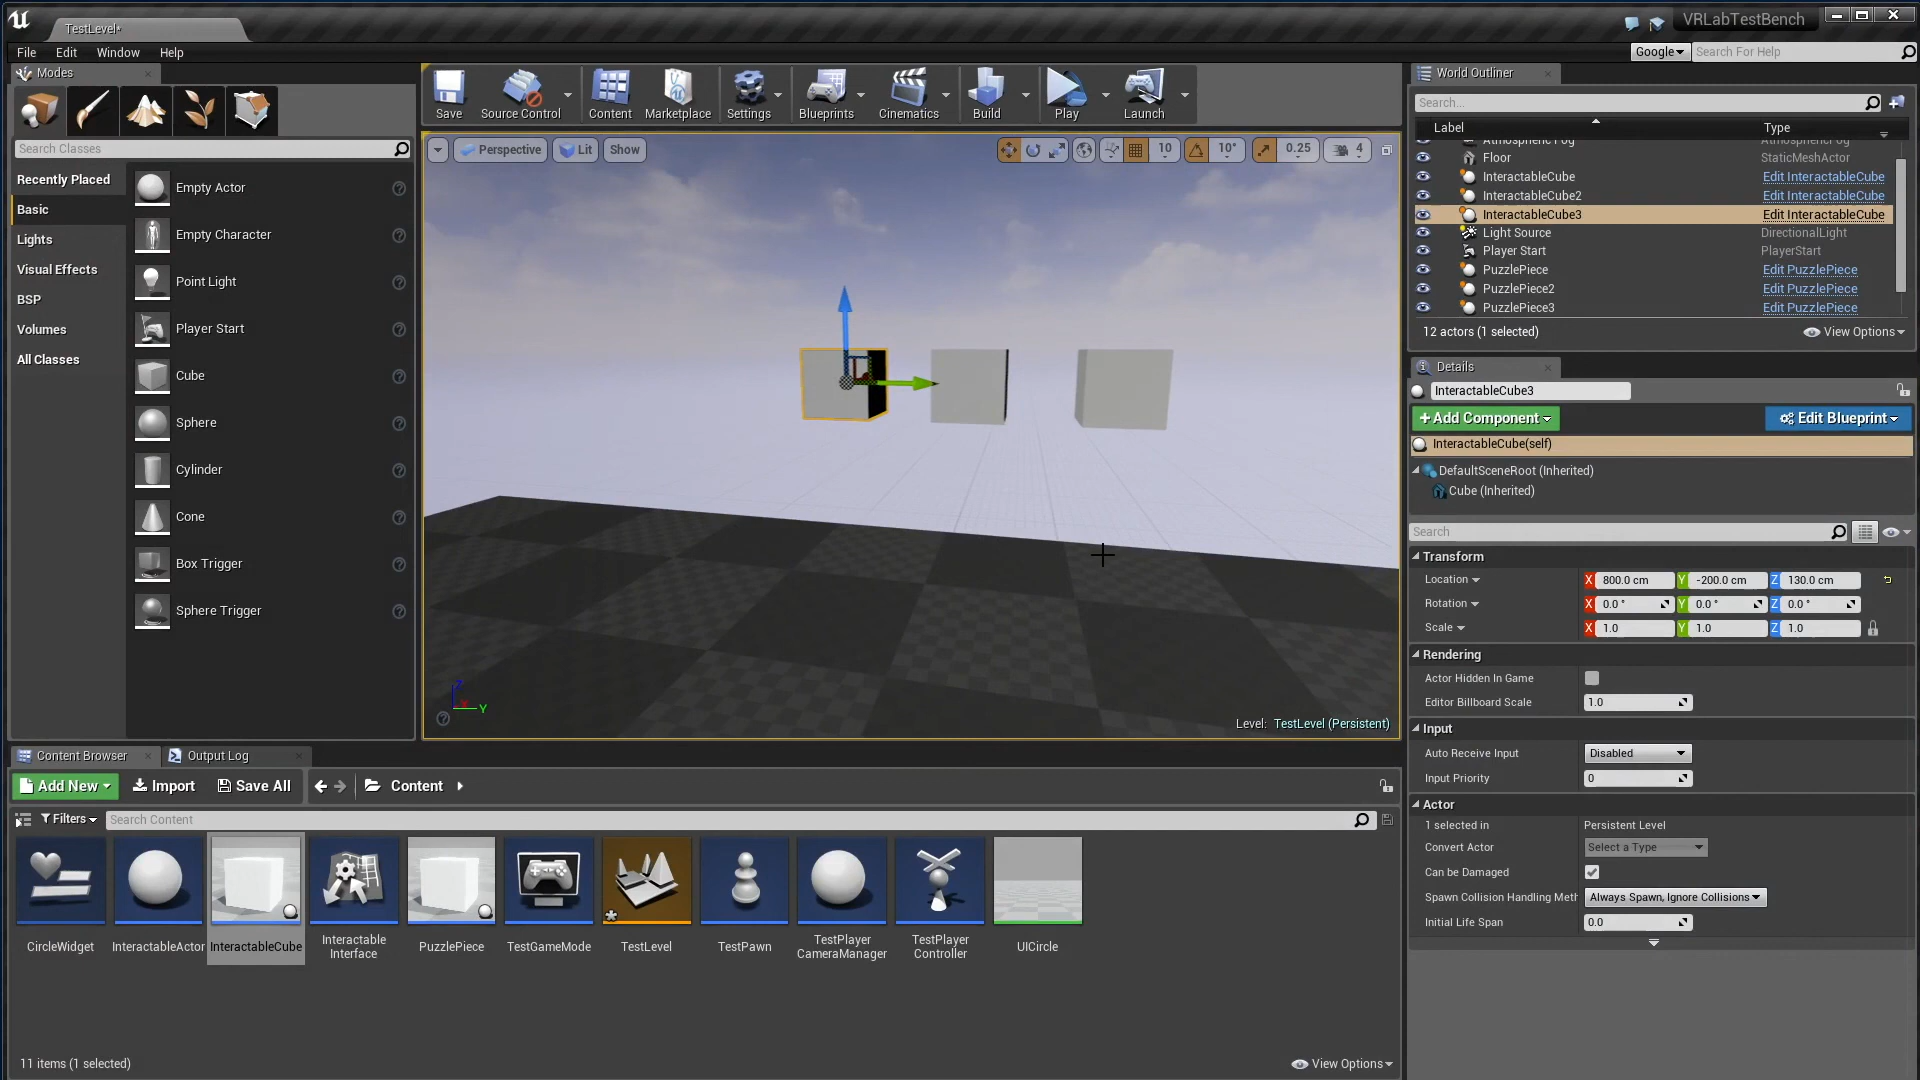 TestLevel*
VRLabTestBench
File Edit Window Help
Google Search For Help
Modes
Search Classes
Recently Placed
Basic
Lights
Visual Effects
BSP
Volumes
All Classes
Empty Actor
Empty Character
Point Light
Player Start
Cube
Sphere
Cylinder
Cone
Box Trigger
Sphere Trigger
Save Source Control Content Marketplace Settings Blueprints Cinematics Build Play Launch
Perspective Lit Show 10 10° 0.25 4
Z
X
Y
Level: TestLevel (Persistent)
World Outliner
Search...
Label Type
AtmosphericFog AtmosphericFog
Floor StaticMeshActor
InteractableCube Edit InteractableCube
InteractableCube2 Edit InteractableCube
InteractableCube3 Edit InteractableCube
Light Source DirectionalLight
Player Start PlayerStart
PuzzlePiece Edit PuzzlePiece
PuzzlePiece2 Edit PuzzlePiece
PuzzlePiece3 Edit PuzzlePiece
12 actors (1 selected) View Options
Details
InteractableCube3
+Add Component Edit Blueprint
InteractableCube(self)
DefaultSceneRoot (Inherited)
Cube (Inherited)
Search
Transform
Location X 800.0 cm Y -200.0 cm Z 130.0 cm
Rotation X 0.0 ° Y 0.0 ° Z 0.0 °
Scale X 1.0 Y 1.0 Z 1.0
Rendering
Actor Hidden In Game
Editor Billboard Scale 1.0
Input
Auto Receive Input Disabled
Input Priority 0
Actor
1 selected in Persistent Level
Convert Actor Select a Type
Can be Damaged
Spawn Collision Handling Meth Always Spawn, Ignore Collisions
Initial Life Span 0.0
Content Browser Output Log
Add New Import Save All Content
Filters Search Content
CircleWidget
InteractableActor
InteractableCube
Interactable
Interface
PuzzlePiece
TestGameMode
TestLevel
TestPawn
TestPlayer
CameraManager
TestPlayer
Controller
UICircle
11 items (1 selected) View Options